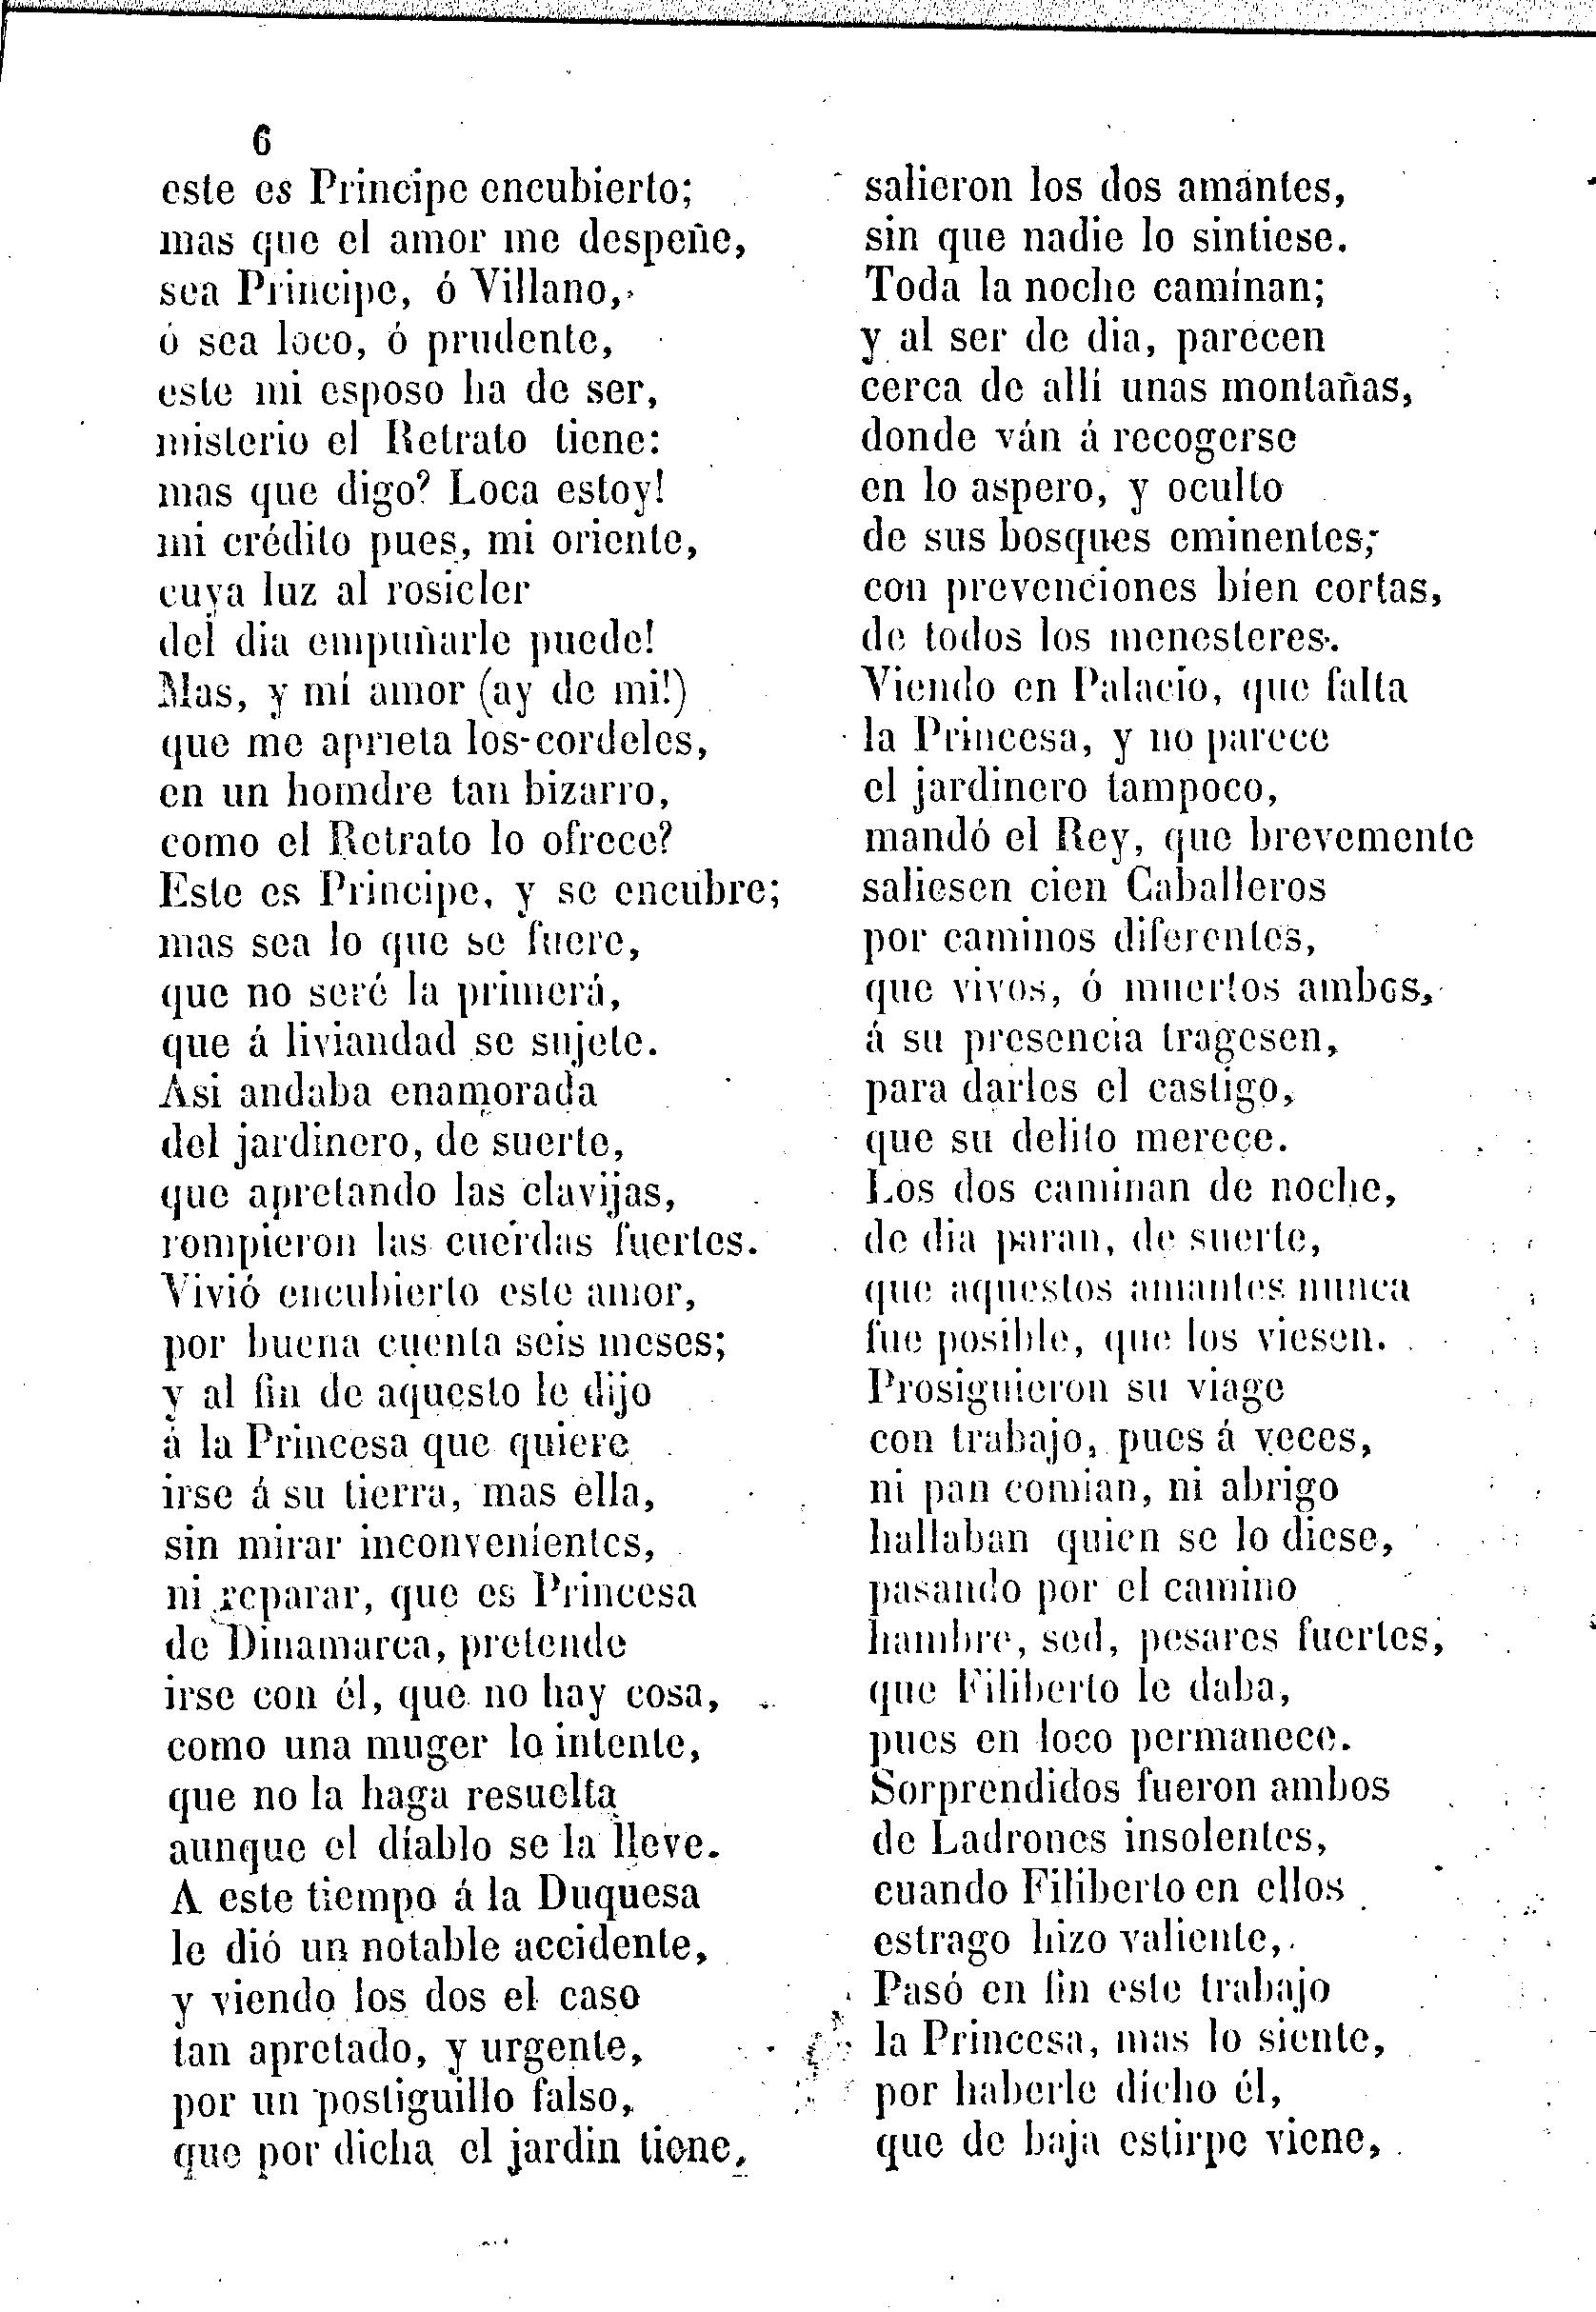 6
este es Principe encubierto;
mas que el amor me despeñe,
sea Principe, ó Villano,
ó sea loco, ó prudente,
este mi esposo ha de ser,
misterio el Retrato tiene:
mas que digo? Loca estoy!
mi crédito pues, mi oriente,
cuya luz al rosicler
del dia empuñarle puede!
Mas, y mí amor (ay de mi!)
que me aprieta los-cordeles,
en un homdre tan bizarro,
como el Retrato lo ofrece?
Este es Principe, y se encubre;
mas sea lo que se fuere,
que no seré la primerá,
que á liviandad se sujete.
Asi andaba enamorada
del jardinero, de suerte,
que apretando las clavijas,
rompieron las cuerdas fuertes.
Vivió encubierto este amor,
por buena cuenta seis meses;
y al fin de aquesto le dijo
á la Princesa que quiere
irse á su tierra, mas ella,
sin mirar inconveníentes,
ni reparar, que es Princesa
de Dinamarca, pretende
irse con él, que no hay cosa,
como una muger lo intente,
que no la haga resuelta
aunque el díablo se la lleve.
A este tiempo á la Duquesa
le dió un notable accidente,
y viendo los dos el caso
tan apretado, y urgente,
por un postiguillo falso,
que por dicha el jardin tiene,
salieron los dos amantes,
sin que nadie lo sintiese.
Toda la noche camínan;
y al ser de dia, parecen
cerca de allí unas montañas,
donde ván á recogerse
en lo aspero, y oculto
de sus bosques eminentes;
con prevenciones bíen cortas,
de todos los menesteres.
Viendo en Palacio, que falta
la Princesa, y no parece
el jardinero tampoco,
mandó el Rey, que brevemente
saliesen cien Caballeros
por caminos diferentes,
que vivos, ó muertos ambos,
á su presencia tragesen,
para darles el castigo,
que su delito merece.
Los dos caminan de noche,
de dia paran, de suerte,
que aquestos amantes nunca
fue posible, que los viesen.
Prosiguieron su viage
con trabajo, pues á veces,
ni pan comian, ni abrigo
hallaban quien se lo diese,
pasando por el camino
hambre, sed, pesares fuertes,
que Filiberto le daba,
pues en loco permanece.
Sorprendidos fueron ambos
de Ladrones insolentes,
cuando Filiberto en ellos
estrago hizo valiente,
Pasó en fin este trabajo
la Princesa, mas lo siente,
por haberle dícho él,
que de baja estirpe viene,